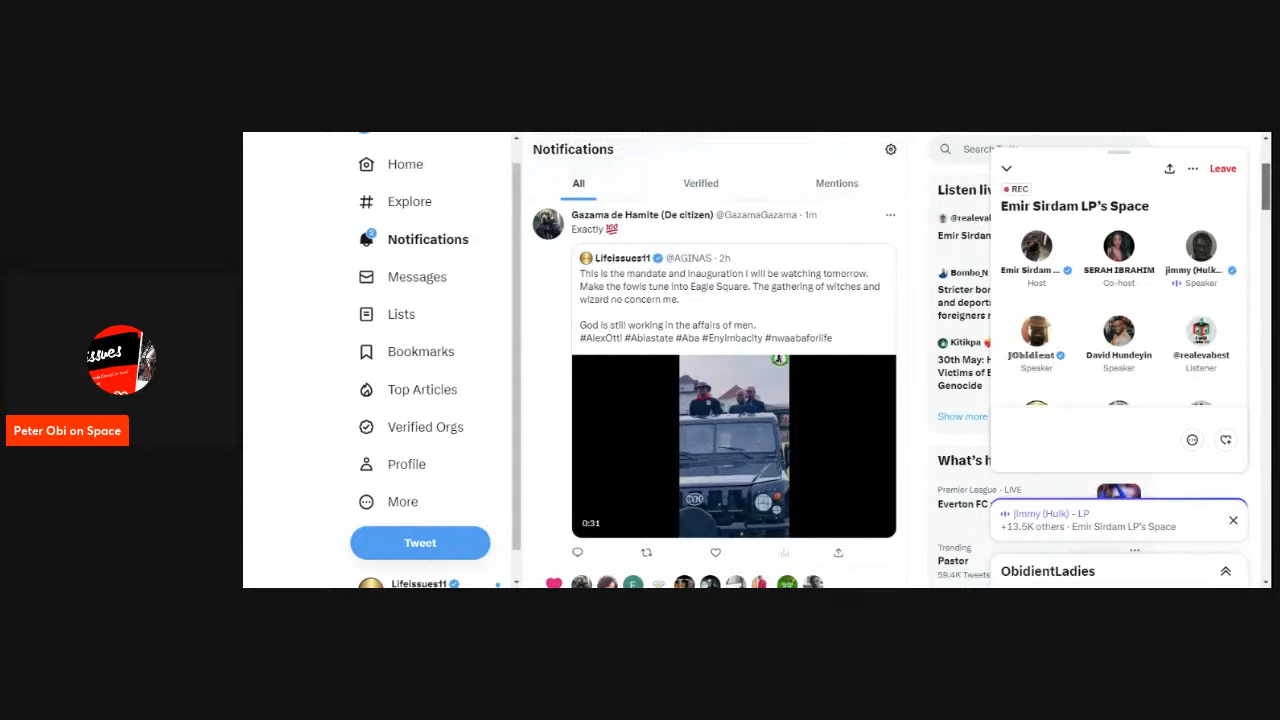 issues
Peter Obi on Space
Home
Explore
Notifications
Messages
Lists
Bookmarks
Top Articles
Verified Orgs
Profile
More
Tweet
Lifeissues11
Notifications
All
Verified
Mentions
Gazama de Hamite (De citizen) @GazamaGazama · 1m
Exactly 💯
Lifeissues11 @AGINAS · 2h
This is the mandate and inauguration I will be watching tomorrow.
Make the fowls tune into Eagle Square. The gathering of witches and
wizard no concern me.
God is still working in the affairs of men.
#AlexOtti #Abiastate #Aba #Enyimbacity #nwaabaforlife
TVM
0:31
Search
Listen li
@realevab
Emir Sirdam
Bombo_N
Stricter bor
and deporta
foreigners
Kitikpa
30th May:
Victims of B
Genocide
Show more
What's h
Premier League · LIVE
Everton FC
Trending
Pastor
59.4K Tweets
Leave
REC
Emir Sirdam LP's Space
Emir Sirdam ...
Host
SERAH IBRAHIM
Co-host
jimmy (Hulk...
Speaker
JObidient
Speaker
David Hundeyin
Speaker
@realevabest
Listener
jimmy (Hulk) - LP
+13.5K others · Emir Sirdam LP's Space
ObidientLadies